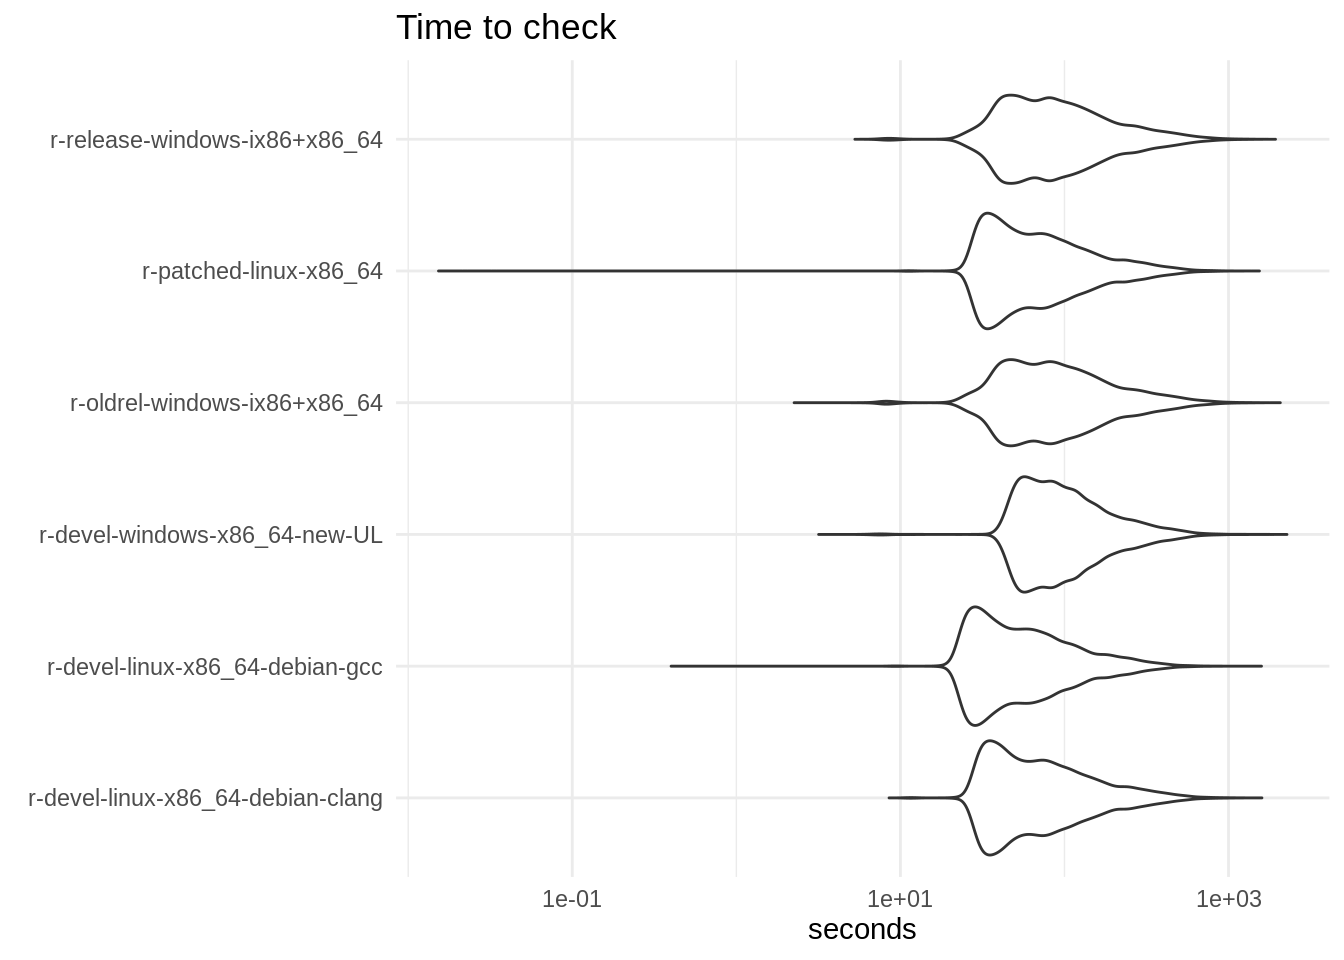 Time to check
r-release-windows-ix86+x86_64
r-patched-linux-x86_64
r-oldrel-windows-ix86+x86_64
r-devel-windows-x86_64-new-UL
r-devel-linux-x86_64-debian-gcc
r-devel-linux-x86_64-debian-clang
1e-01 1e+01 1e+03
seconds